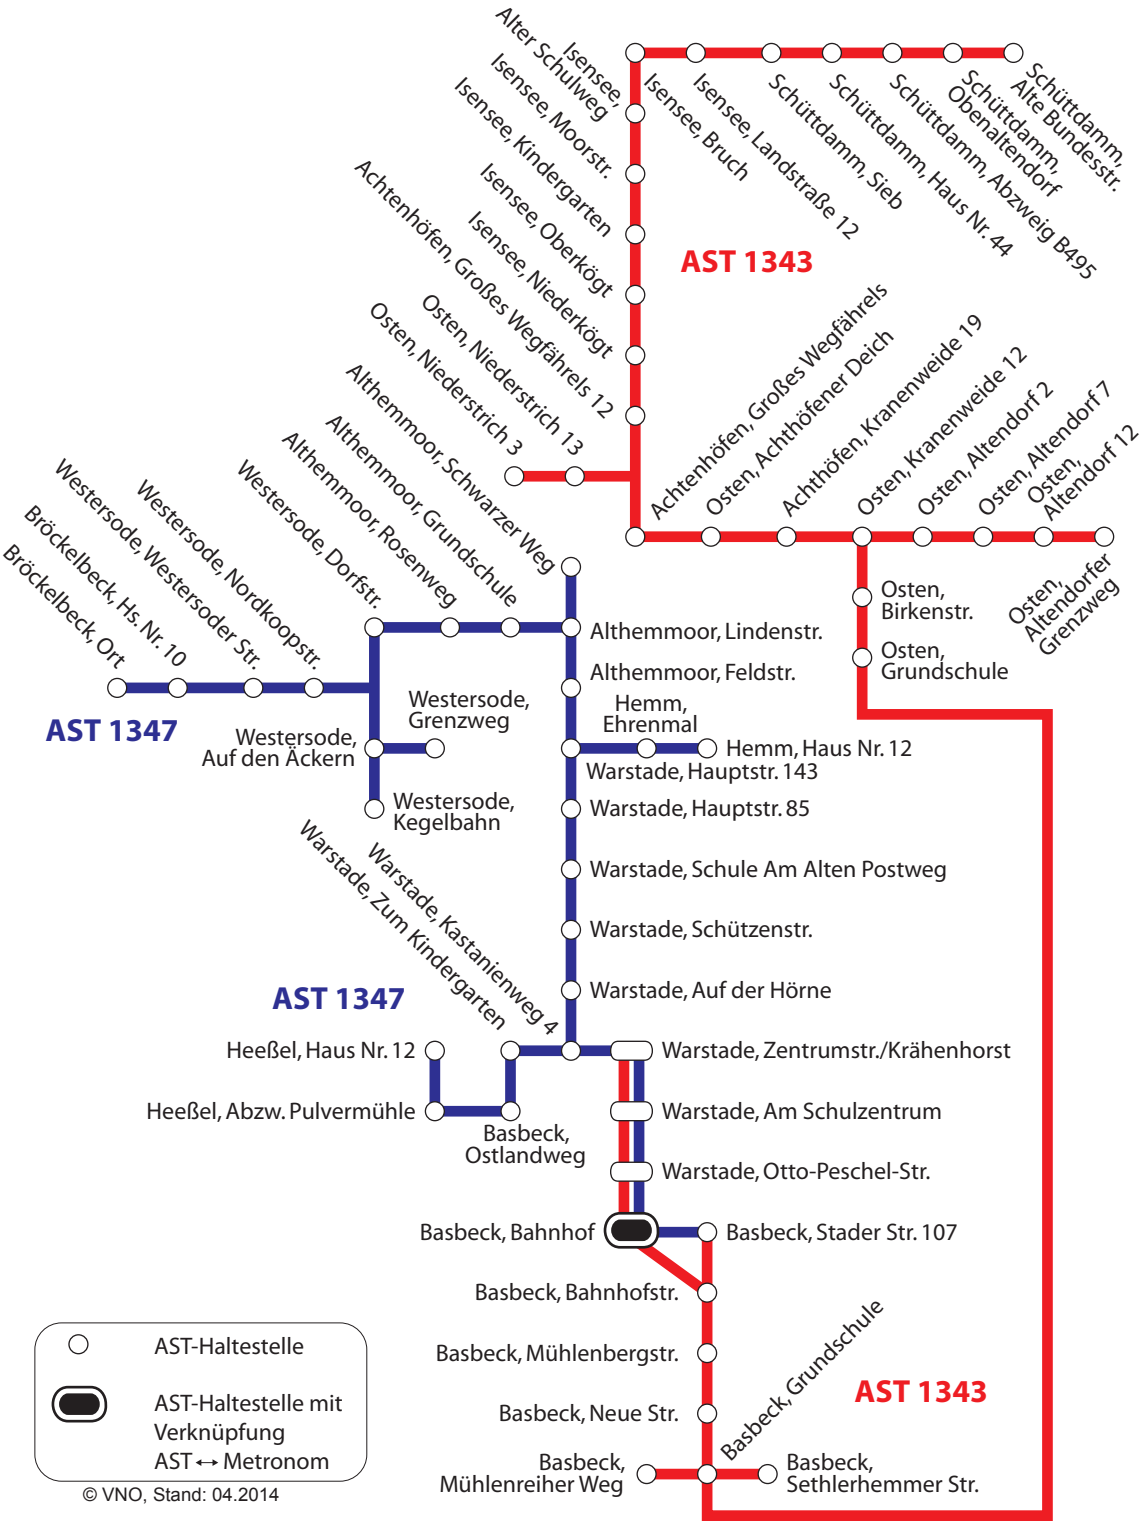 Alter Schulweg
Isensee,
Isensee, Moorstr.
Isensee, Kindergarten
Isensee, Oberkögt
Isensee, Niederkögt
Achtenhöfen, Großes Wegfährels 12
Osten, Niederstrich 13
Osten, Niederstrich 3
Isensee, Bruch
Isensee, Landstraße 12
Schüttdamm, Sieb
Schüttdamm, Haus Nr. 44
Schüttdamm, Abzweig B495
Schüttdamm,
Obenaltendorf
Schüttdamm,
Alte Bundesstr.
AST 1343
Achtenhöfen, Großes Wegfährels
Osten, Achthöfener Deich
Achthöfen, Kranenweide 19
Osten, Kranenweide 12
Osten, Altendorf 2
Osten, Altendorf 7
Osten,
Altendorf 12
Osten,
Altendorfer
Grenzweg
Osten,
Birkenstr.
Osten,
Grundschule
Althemmoor, Schwarzer Weg
Althemmoor, Grundschule
Althemmoor, Rosenweg
Westersode, Dorfstr.
Westersode, Nordkoopstr.
Westersode, Westersoder Str.
Bröckelbeck, Hs. Nr. 10
Bröckelbeck, Ort
AST 1347
Althemmoor, Lindenstr.
Althemmoor, Feldstr.
Westersode,
Grenzweg
Westersode,
Auf den Äckern
Westersode,
Kegelbahn
Hemm,
Ehrenmal
Hemm, Haus Nr. 12
Warstade, Hauptstr. 143
Warstade, Hauptstr. 85
Warstade, Schule Am Alten Postweg
Warstade, Schützenstr.
Warstade, Auf der Hörne
Warstade, Kastanienweg 4
Warstade, Zum Kindergarten
AST 1347
Heeßel, Haus Nr. 12
Heeßel, Abzw. Pulvermühle
Basbeck,
Ostlandweg
Warstade, Zentrumstr./Krähenhorst
Warstade, Am Schulzentrum
Warstade, Otto-Peschel-Str.
Basbeck, Bahnhof
Basbeck, Stader Str. 107
Basbeck, Bahnhofstr.
Basbeck, Mühlenbergstr.
Basbeck, Neue Str.
Basbeck, Grundschule
AST 1343
Basbeck,
Mühlenreiher Weg
Basbeck,
Sethlerhemmer Str.
AST-Haltestelle
AST-Haltestelle mit
Verknüpfung
AST ↔ Metronom
© VNO, Stand: 04.2014